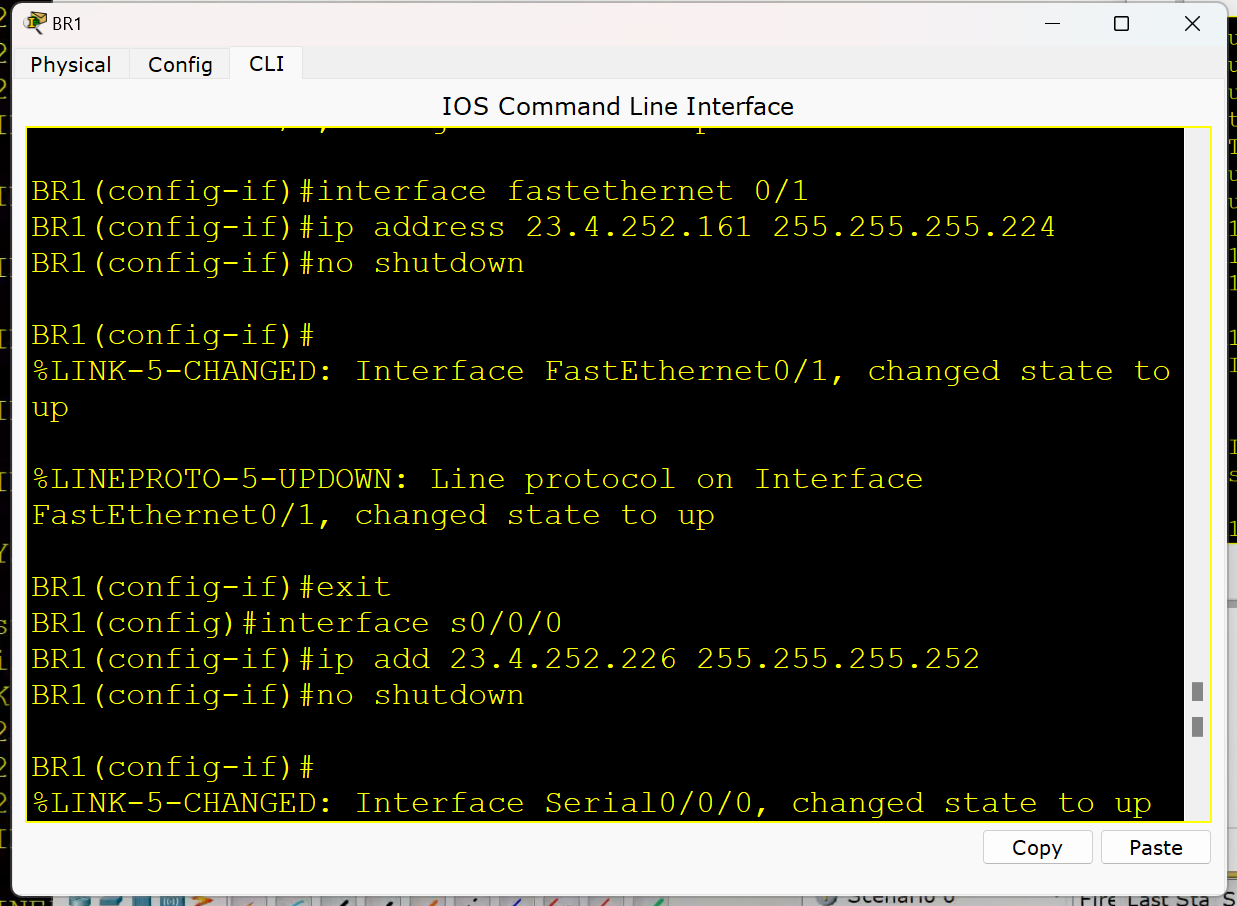 BR1
Physical
Config
CLI
IOS Command Line Interface
BR1(config-if)#interface fastethernet 0/1
BR1(config-if)#ip address 23.4.252.161 255.255.255.224
BR1(config-if)#no shutdown
BR1(config-if)#
%LINK-5-CHANGED: Interface FastEthernet0/1, changed state to
up
%LINEPROTO-5-UPDOWN: Line protocol on Interface
FastEthernet0/1, changed state to up
BR1(config-if)#exit
BR1(config)#interface s0/0/0
BR1(config-if)#ip add 23.4.252.226 255.255.255.252
BR1(config-if)#no shutdown
BR1(config-if)#
%LINK-5-CHANGED: Interface Serial0/0/0, changed state to up
Copy
Paste
Fire Last Sta